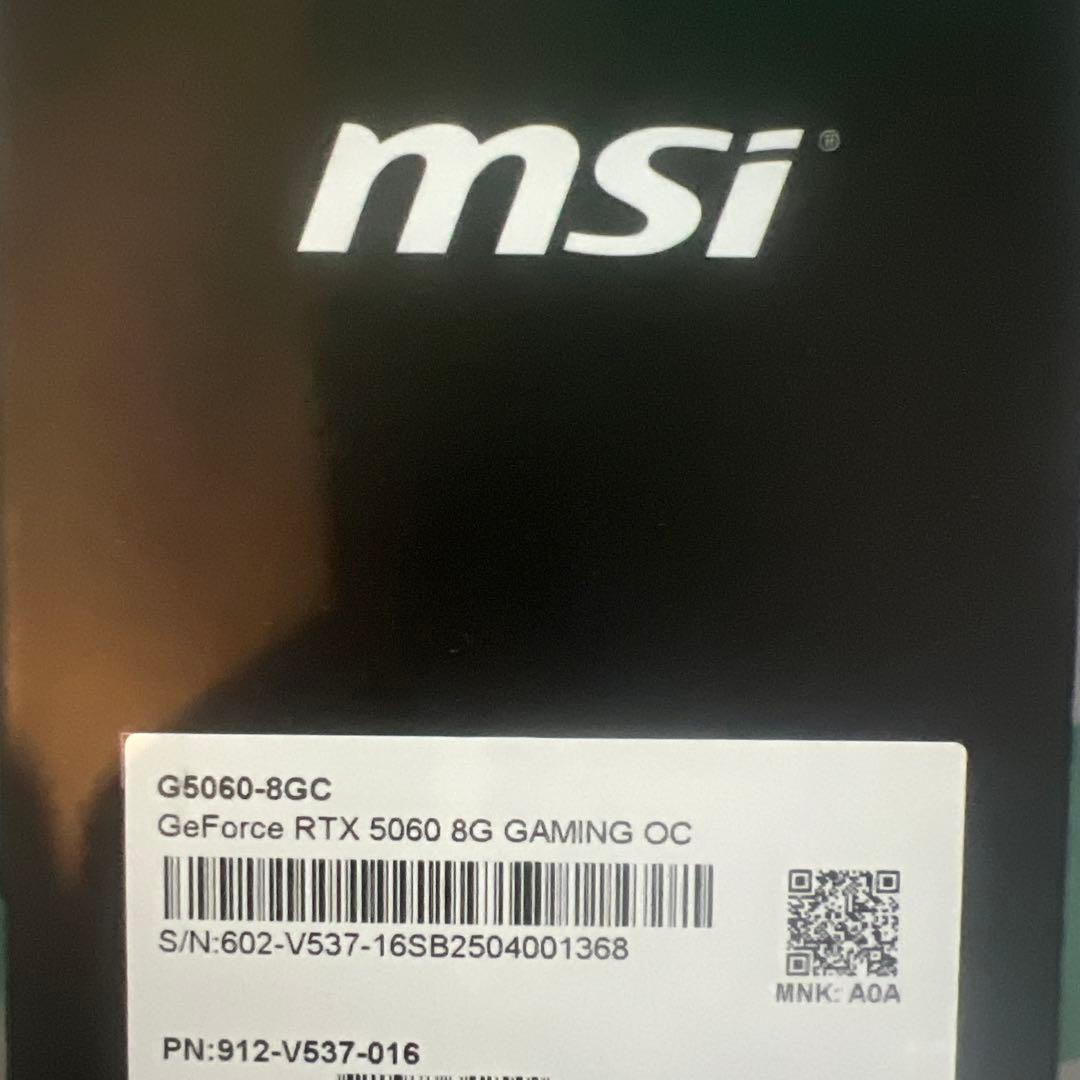 msi®
G5060-8GC
GeForce RTX 5060 8G GAMING OC
S/N:602-V537-16SB2504001368
MNK: A0A
PN:912-V537-016